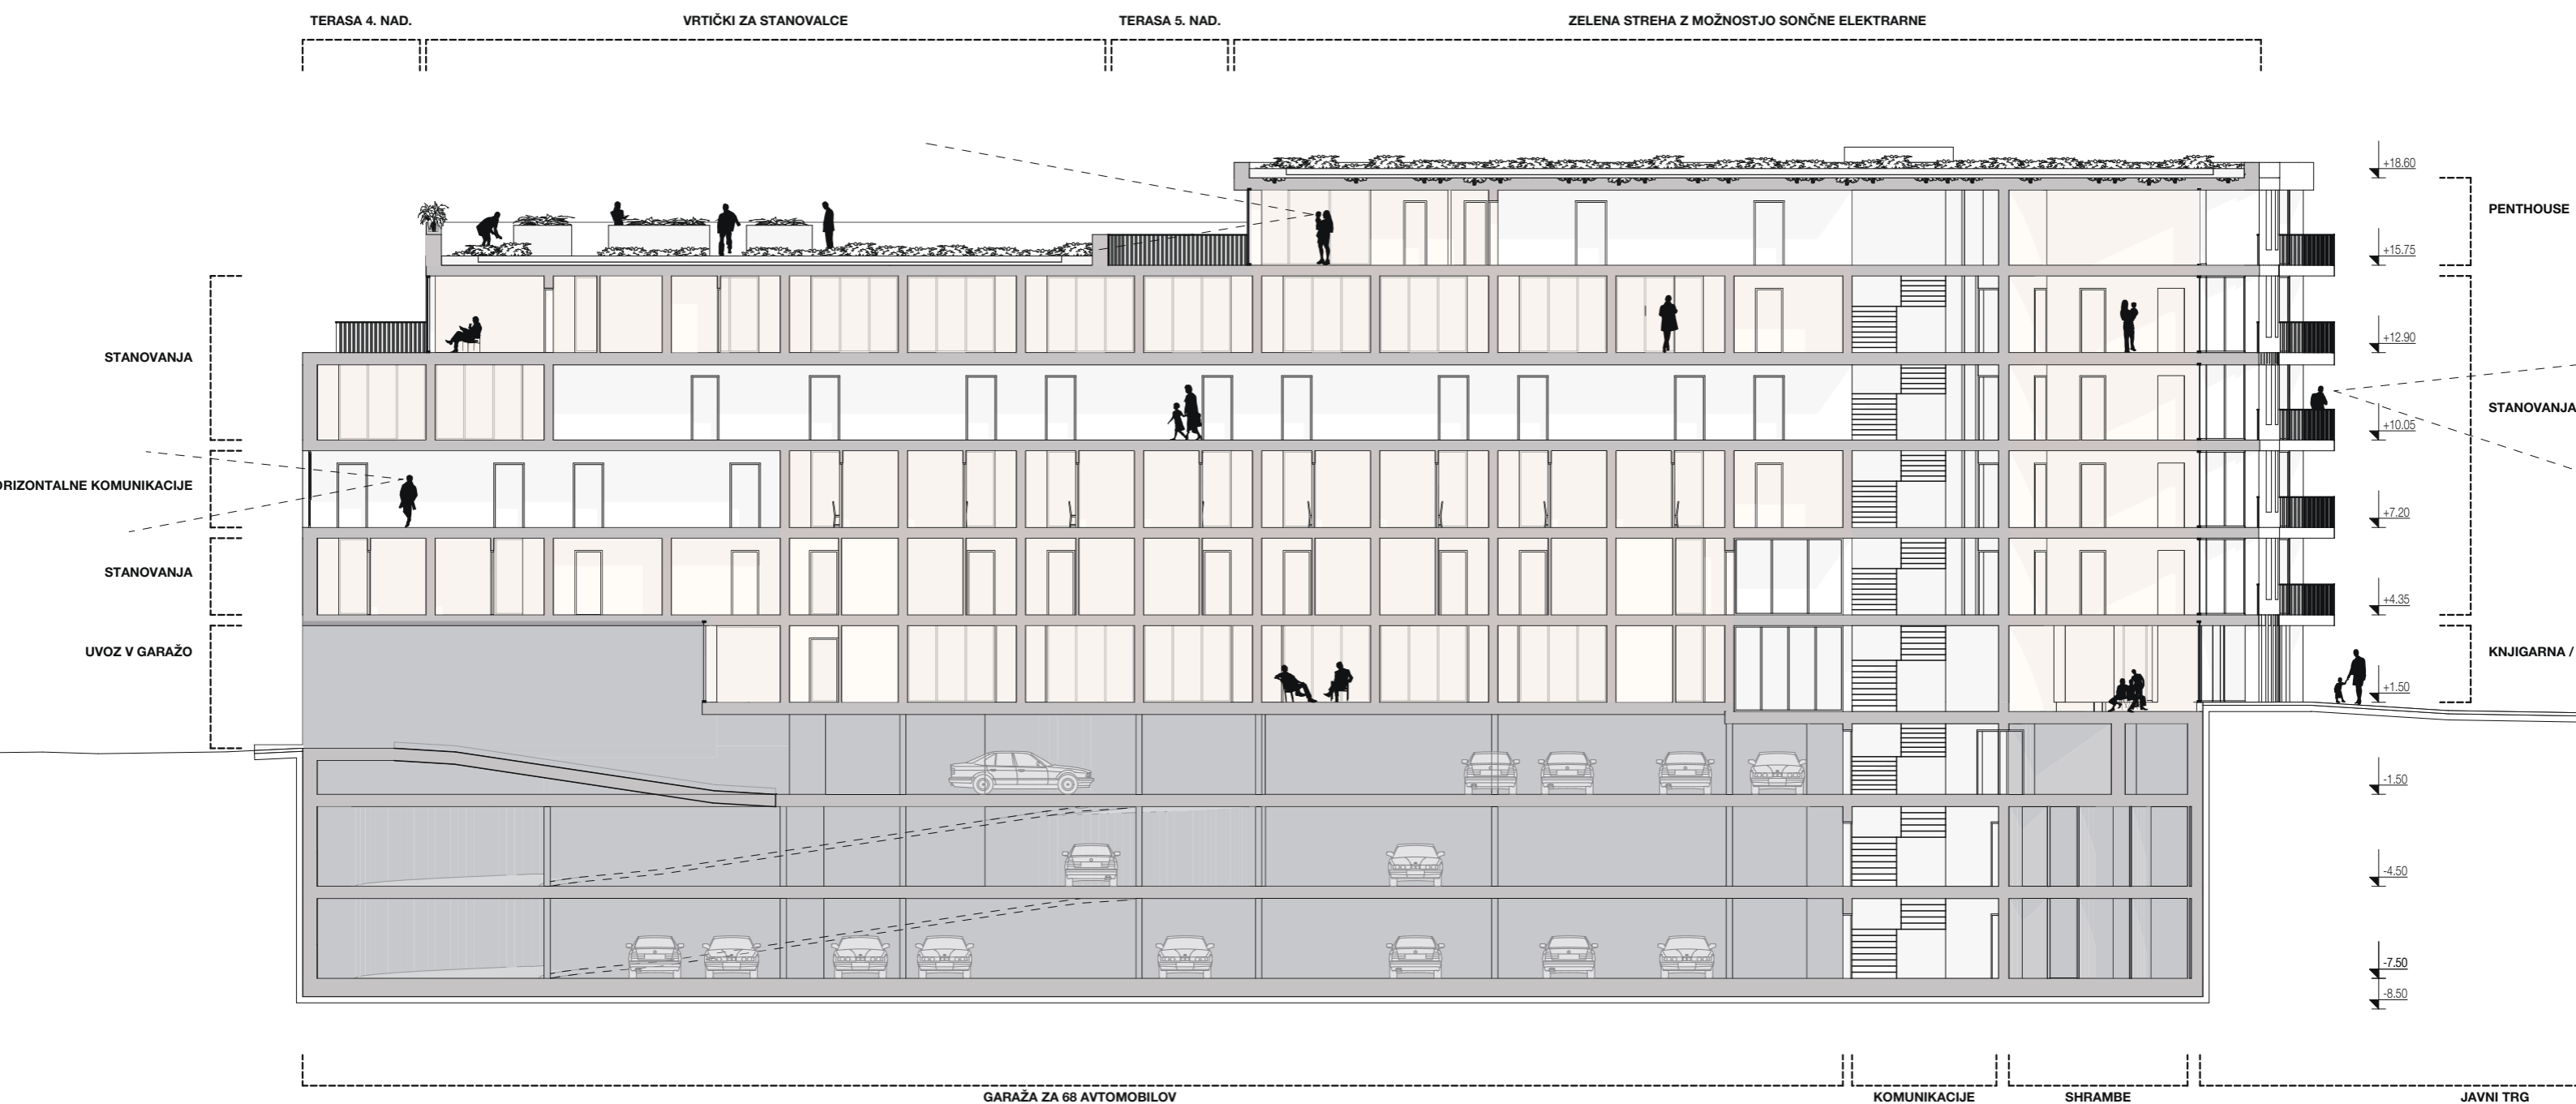 TERASA 4. NAD.
VRTIČKI ZA STANOVALCE
TERASA 5. NAD.
ZELENA STREHA Z MOŽNOSTJO SONČNE ELEKTRARNE
+18.60
PENTHOUSE
+15.75
+12.90
STANOVANJA
STANOVANJA
+10.05
ORIZONTALNE KOMUNIKACIJE
+7.20
STANOVANJA
+4.35
UVOZ V GARAŽO
KNJIGARNA /
+1.50
-1.50
-4.50
-7.50
-8.50
GARAŽA ZA 68 AVTOMOBILOV
KOMUNIKACIJE
SHRAMBE
JAVNI TRG